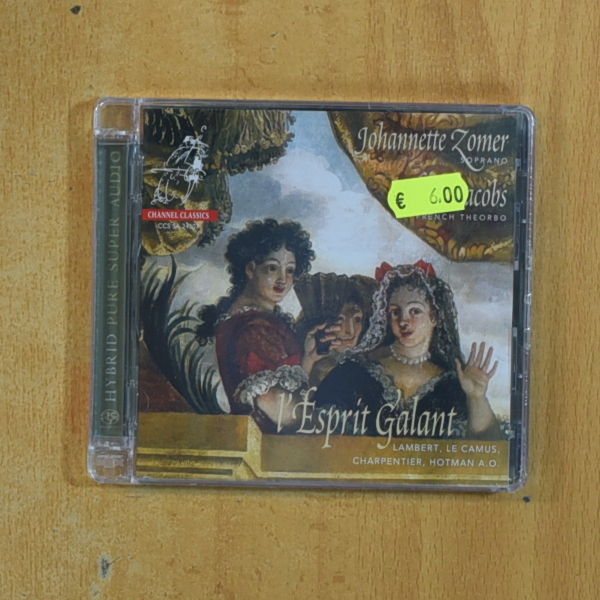 HYBRID PURE SUPER AUDIO
Johannette Zomer
SOPRANO
Jacobs
FRENCH THEORBO
€ 6.00
CHANNEL CLASSICS
l'Esprit Galant
LAMBERT, LE CAMUS,
CHARPENTIER, HOTMAN A.O.